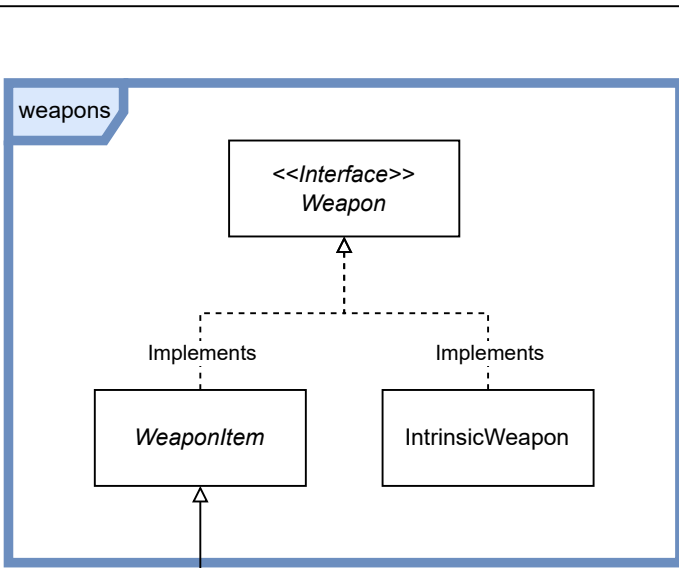 weapons
<<Interface>>
Weapon
Implements
Implements
WeaponItem
IntrinsicWeapon